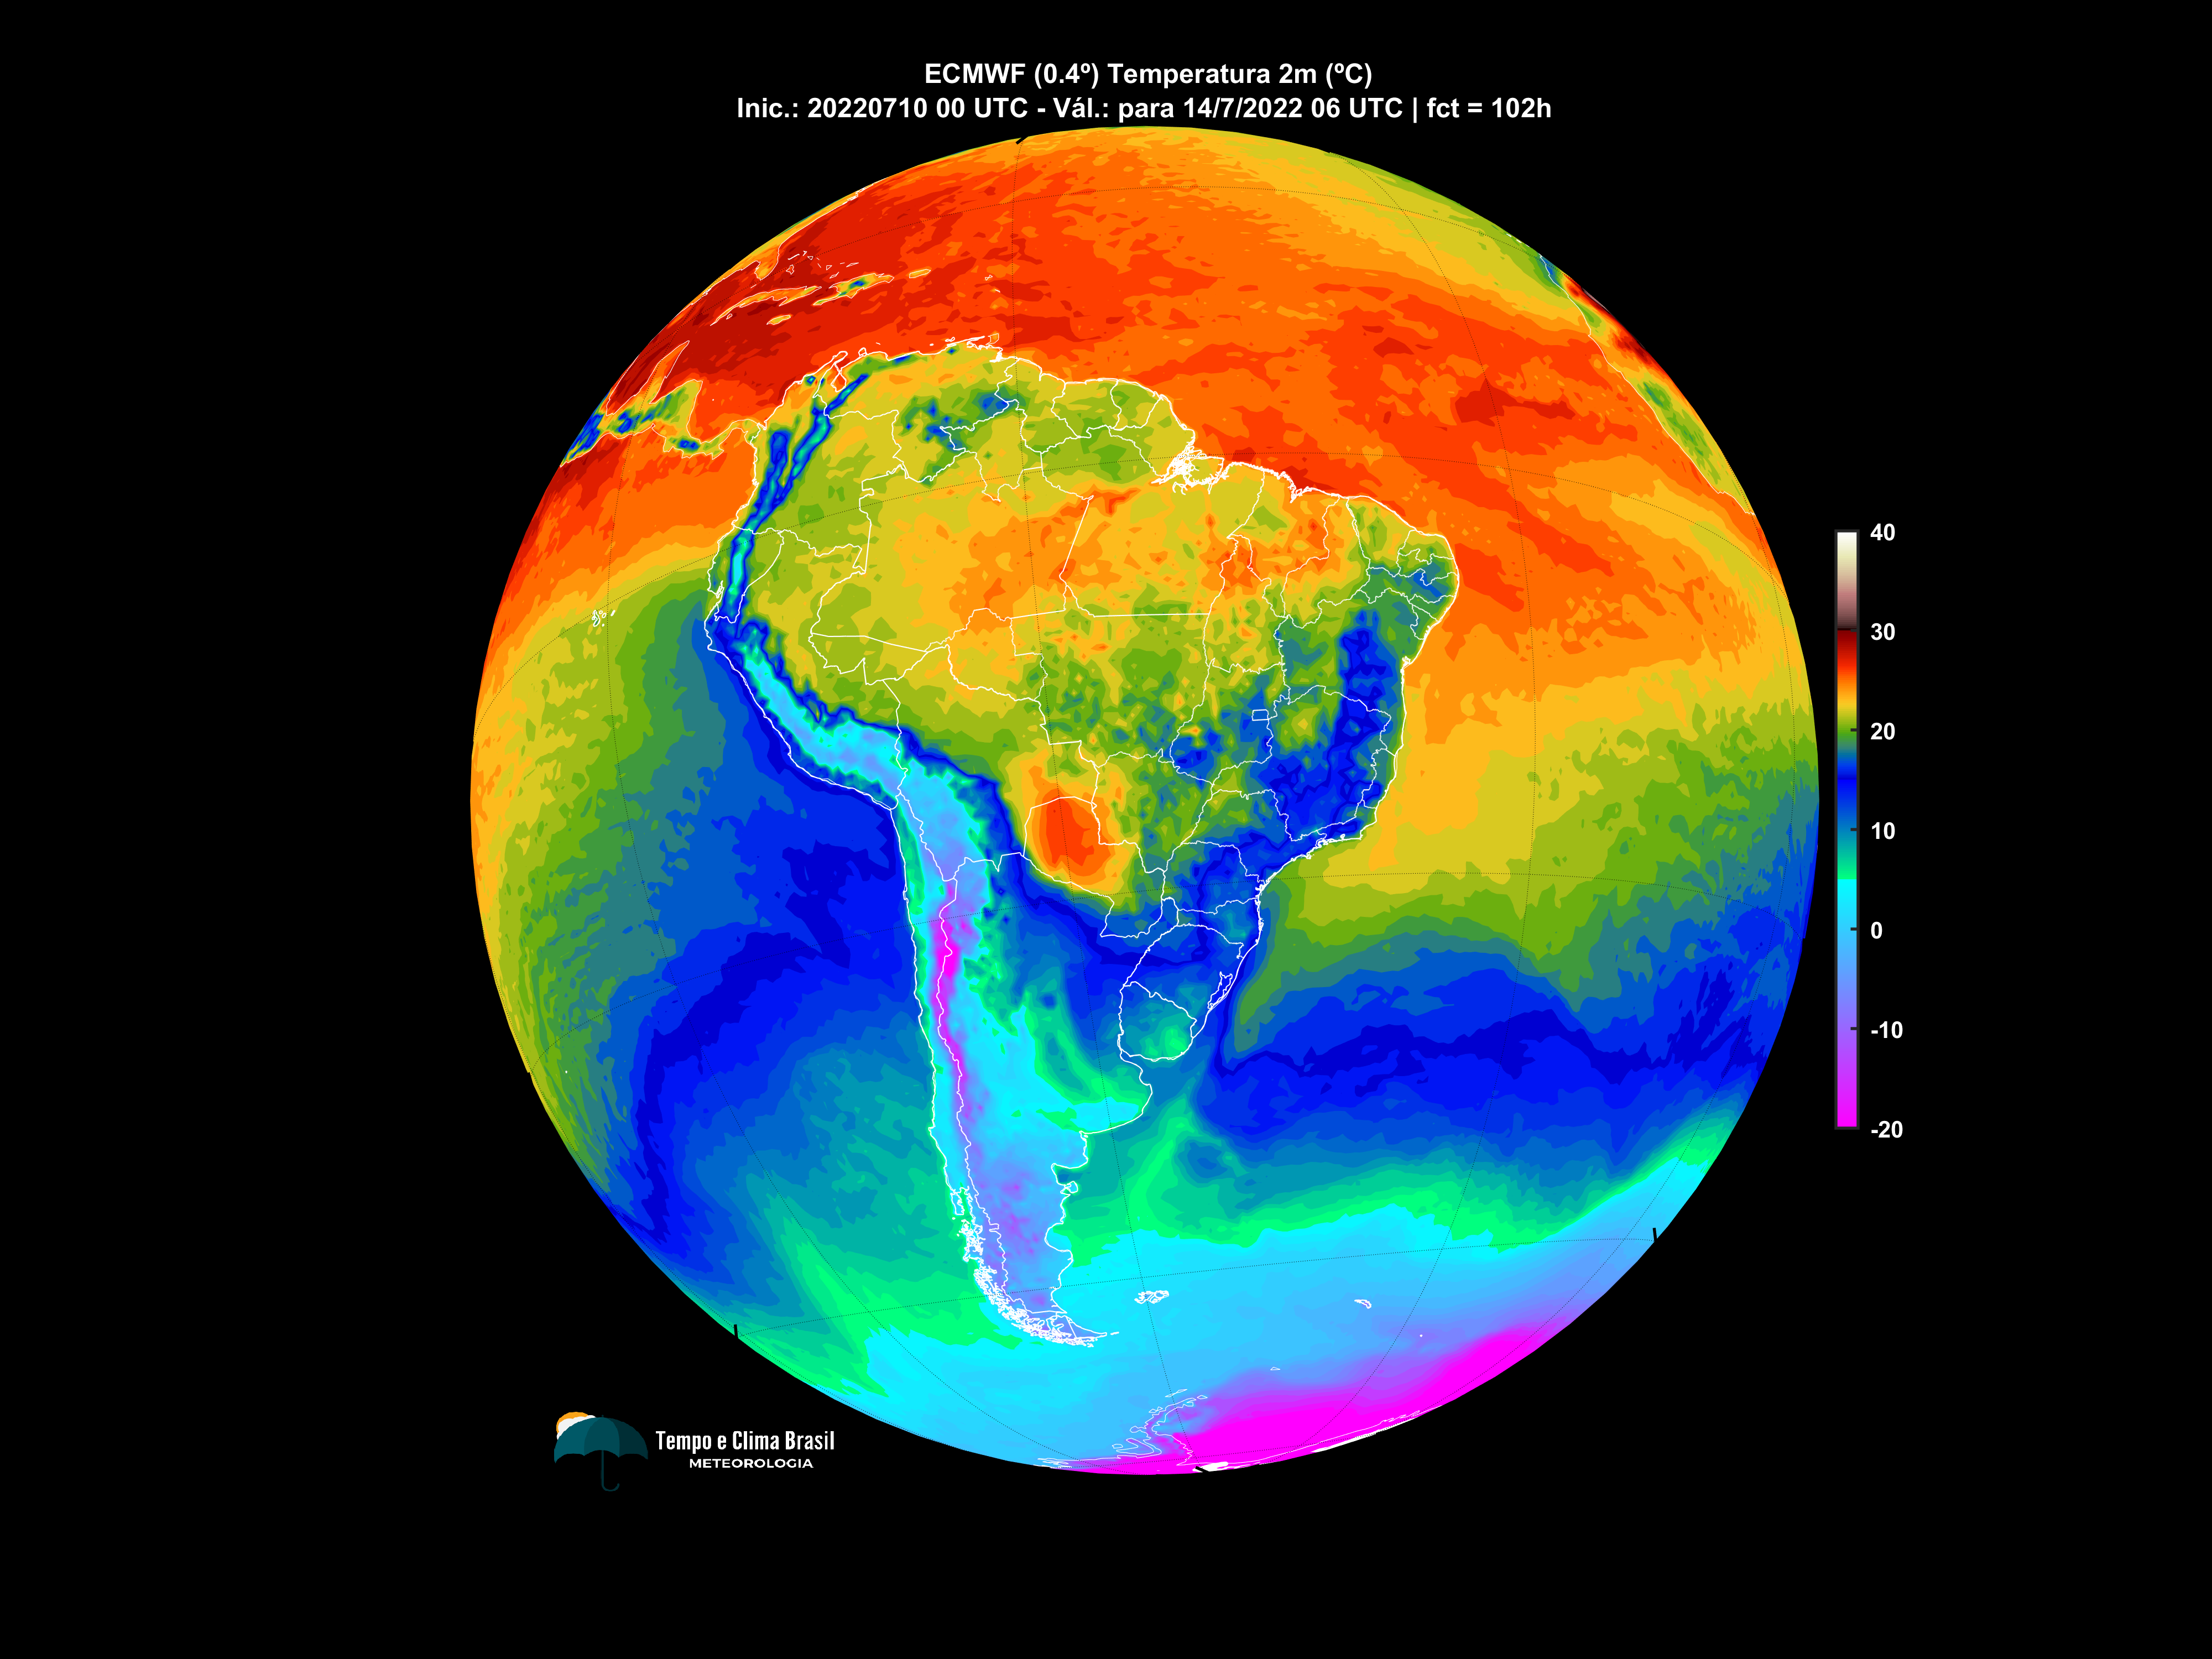 ECMWF (0.4º) Temperatura 2m (ºC)
Inic.: 20220710 00 UTC - Vál.: para 14/7/2022 06 UTC | fct = 102h
40
30
20
10
0
-10
-20
Tempo e Clima Brasil
METEOROLOGIA